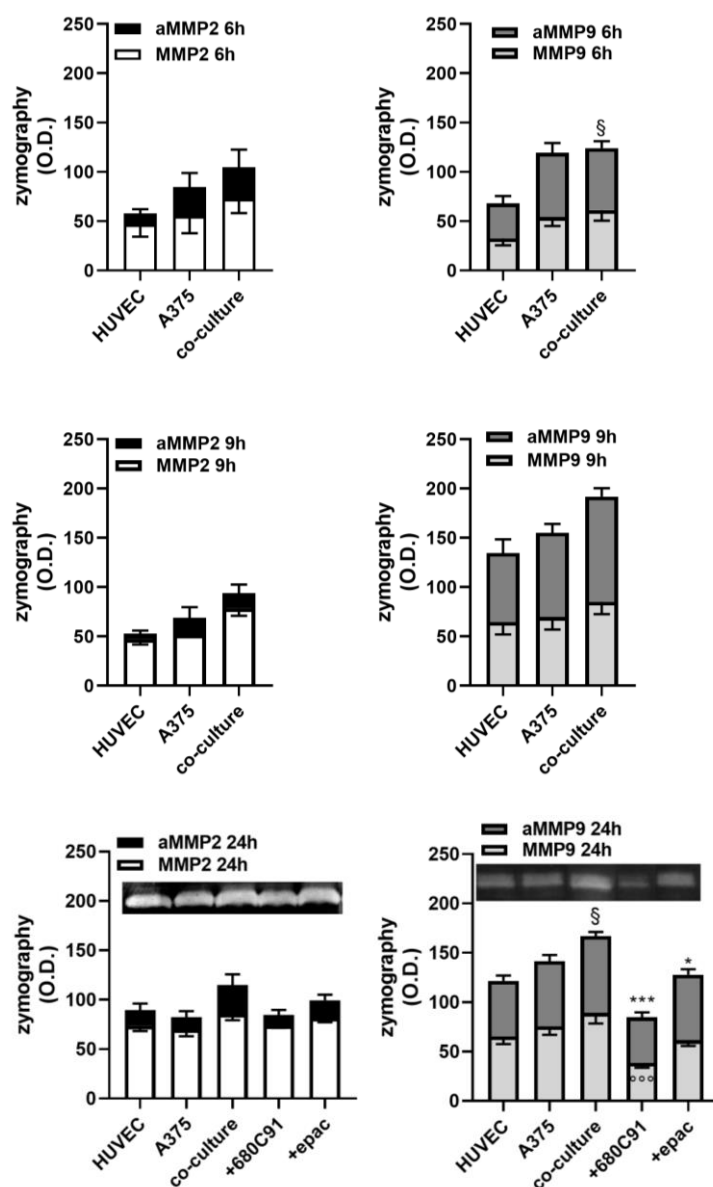 aMMP2 6h
MMP2 6h
zymography
(O.D.)
250
200
150
100
50
0
HUVEC
A375
co-culture
aMMP9 6h
MMP9 6h
zymography
(O.D.)
250
200
150
100
50
0
§
HUVEC
A375
co-culture
aMMP2 9h
MMP2 9h
zymography
(O.D.)
250
200
150
100
50
0
HUVEC
A375
co-culture
aMMP9 9h
MMP9 9h
zymography
(O.D.)
250
200
150
100
50
0
HUVEC
A375
co-culture
aMMP2 24h
MMP2 24h
zymography
(O.D.)
250
200
150
100
50
0
HUVEC
A375
co-culture
+680C91
+epac
aMMP9 24h
MMP9 24h
zymography
(O.D.)
250
200
150
100
50
0
§
***
*
°°°
HUVEC
A375
co-culture
+680C91
+epac